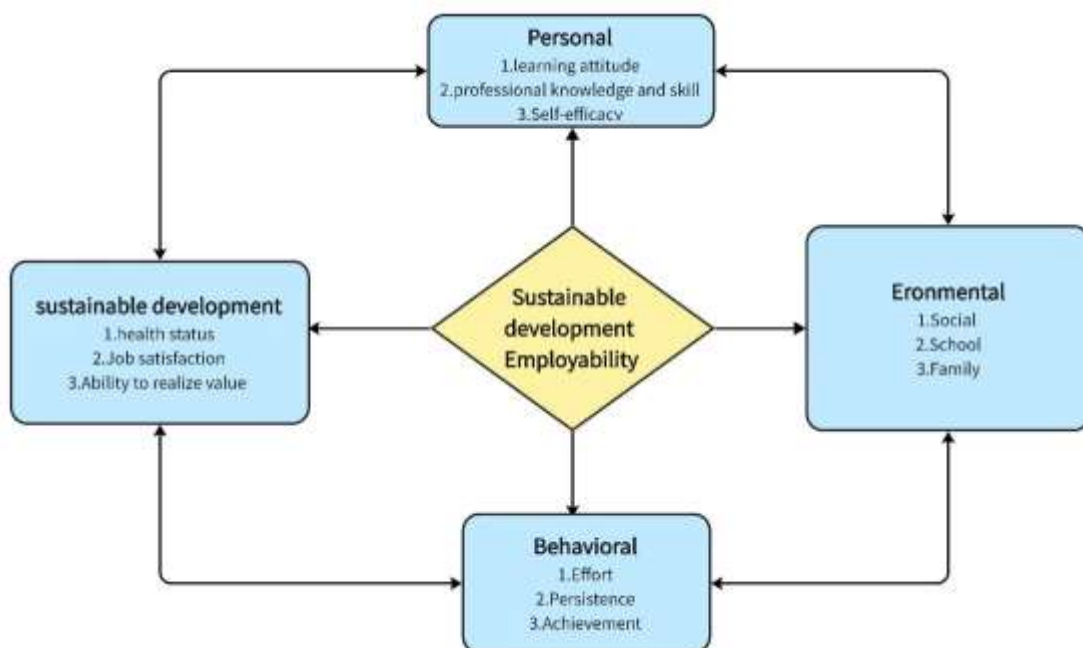 Personal
1.learning attitude
2.professional knowledge and skill
3.Self-efficacy
sustainable development
1.health status
2.Job satisfaction
3.Ability to realize value
Sustainable
development
Employability
Eronmental
1.Social
2.School
3.Family
Behavioral
1.Effort
2.Persistence
3.Achievement